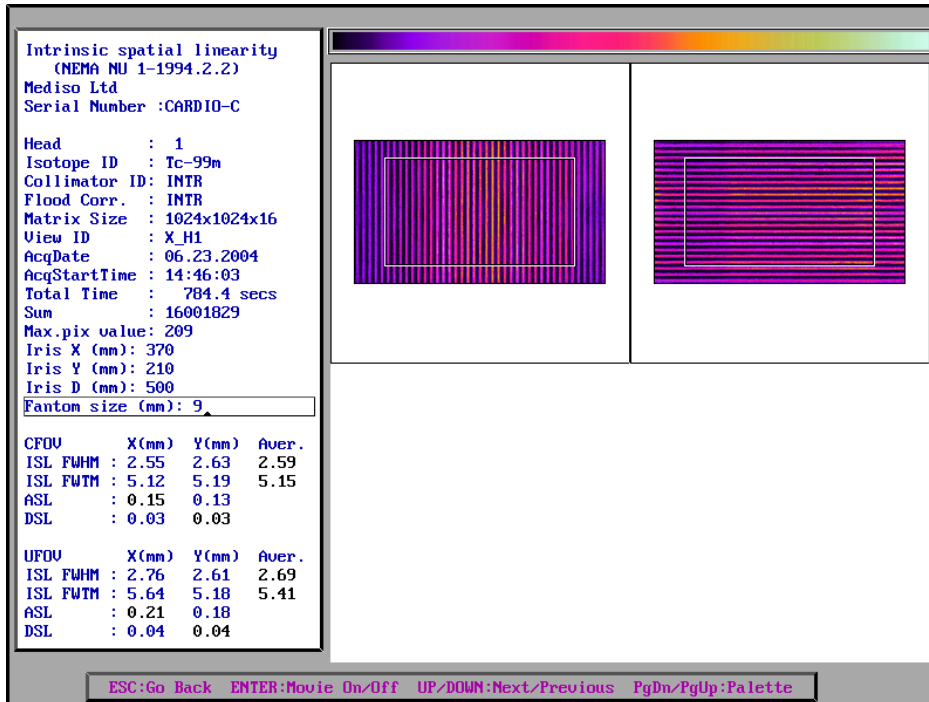 Intrinsic spatial linearity
(NEMA NU 1-1994.2.2)
Mediso Ltd
Serial Number :CARDIO-C
Head : 1
Isotope ID : Tc-99m
Collimator ID: INTR
Flood Corr. : INTR
Matrix Size : 1024x1024x16
View ID : X_H1
AcqDate : 06.23.2004
AcqStartTime : 14:46:03
Total Time : 784.4 secs
Sum : 16001829
Max.pix value: 209
Iris X (mm): 370
Iris Y (mm): 210
Iris D (mm): 500
Fantom size (mm): 9
CFOV X(mm) Y(mm) Aver.
ISL FWHM : 2.55 2.63 2.59
ISL FWTM : 5.12 5.19 5.15
ASL : 0.15 0.13
DSL : 0.03 0.03
UFOV X(mm) Y(mm) Aver.
ISL FWHM : 2.76 2.61 2.69
ISL FWTM : 5.64 5.18 5.41
ASL : 0.21 0.18
DSL : 0.04 0.04
ESC:Go Back ENTER:Movie On/Off UP/DOWN:Next/Previous PgDn/PgUp:Palette